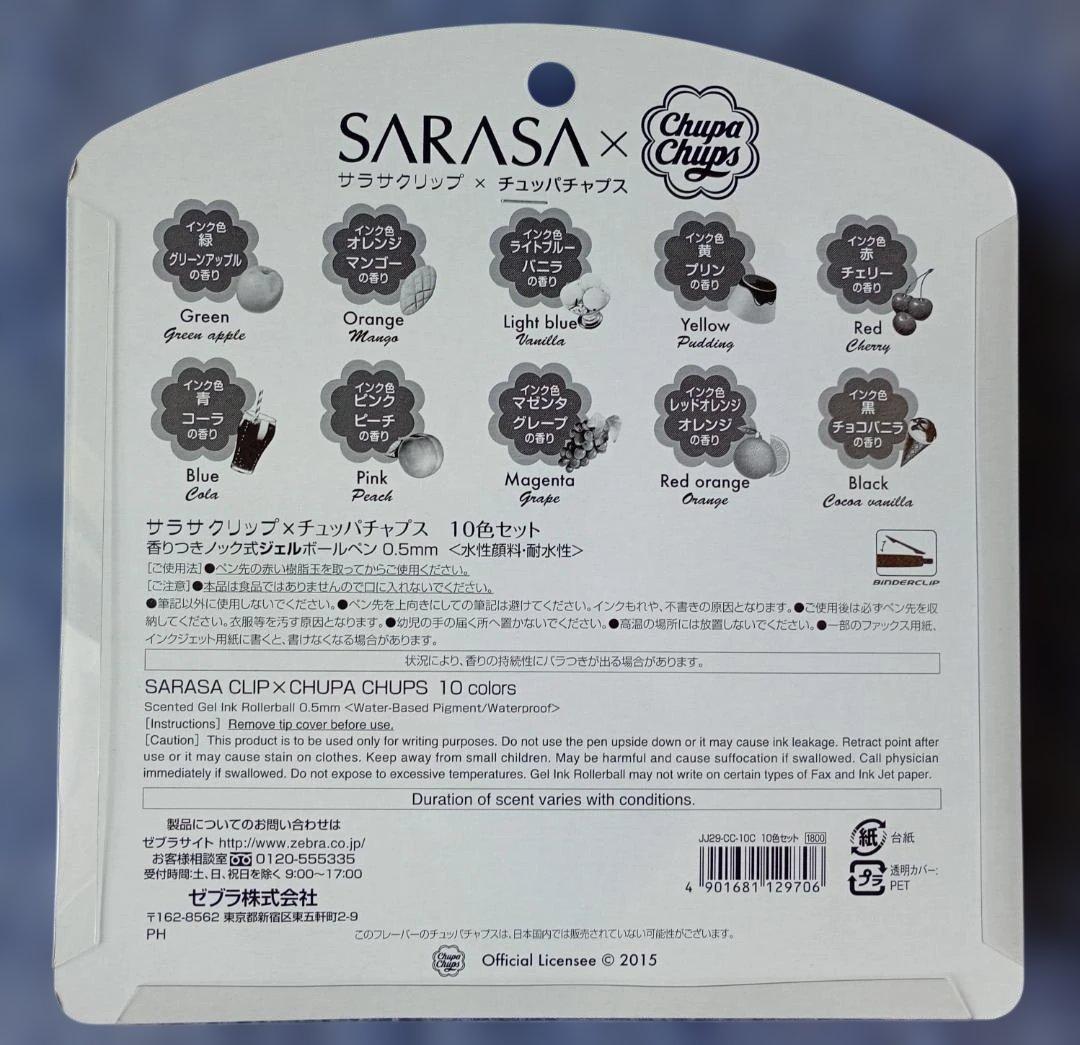 SARASA × Chupa Chups
サラサクリップ × チュッパチャプス
インク色
緑
グリーンアップル
の香り
Green
Green apple
インク色
オレンジ
マンゴー
の香り
Orange
Mango
インク色
ライトブルー
バニラ
の香り
Light blue
Vanilla
インク色
黄
プリン
の香り
Yellow
Pudding
インク色
赤
チェリー
の香り
Red
Cherry
インク色
青
コーラ
の香り
Blue
Cola
インク色
ピンク
ピーチ
の香り
Pink
Peach
インク色
マゼンタ
グレープ
の香り
Magenta
Grape
インク色
レッドオレンジ
オレンジ
の香り
Red orange
Orange
インク色
黒
チョコバニラ
の香り
Black
Cocoa vanilla
サラサクリップ×チュッパチャプス 10色セット
香りつきノック式ジェルボールペン 0.5mm <水性顔料・耐水性>
BINDERCLIP
[ご使用法]●ペン先の赤い樹脂玉を取ってからご使用ください。
[ご注意]●本品は食品ではありませんので口に入れないでください。
●筆記以外に使用しないでください。●ペン先を上向きにしての筆記は避けてください。インクもれや、不書きの原因となります。●ご使用後は必ずペン先を収
納してください。衣服等を汚す原因となります。●幼児の手の届く所へ置かないでください。●高温の場所には放置しないでください。●一部のファックス用紙、
インクジェット用紙に書くと、書けなくなる場合があります。
状況により、香りの持続性にバラつきが出る場合があります。
SARASA CLIP×CHUPA CHUPS 10 colors
Scented Gel Ink Rollerball 0.5mm <Water-Based Pigment/Waterproof>
[Instructions] Remove tip cover before use.
[Caution] This product is to be used only for writing purposes. Do not use the pen upside down or it may cause ink leakage. Retract point after
use or it may cause stain on clothes. Keep away from small children. May be harmful and cause suffocation if swallowed. Call physician
immediately if swallowed. Do not expose to excessive temperatures. Gel Ink Rollerball may not write on certain types of Fax and Ink Jet paper.
Duration of scent varies with conditions.
製品についてのお問い合わせは
ゼブラサイト http://www.zebra.co.jp/
お客様相談室 0120-555335
受付時間:土、日、祝日を除く 9:00〜17:00
ゼブラ株式会社
〒162-8562 東京都新宿区東五軒町2-9
PH
JJ29-CC-10C 10色セット 1800
4 901681 129706
紙 台紙
プラ 透明カバー:
PET
このフレーバーのチュッパチャプスは、日本国内では販売されていない可能性がございます。
Chupa Chups Official Licensee © 2015